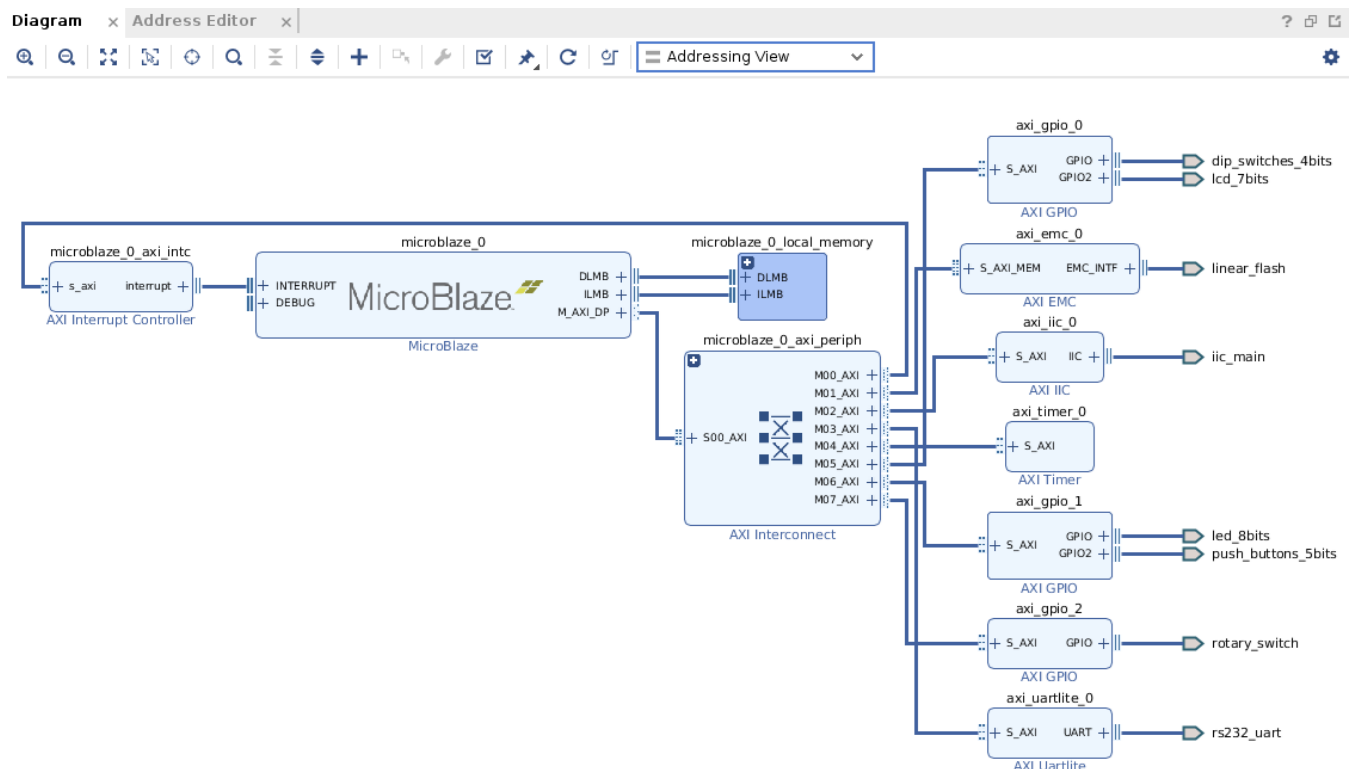 Diagram × Address Editor ×
Addressing View
microblaze_0_axi_intc
s_axi interrupt
AXI Interrupt Controller
microblaze_0
INTERRUPT
DEBUG
MicroBlaze
DLMB
ILMB
M_AXI_DP
MicroBlaze
microblaze_0_local_memory
DLMB
ILMB
microblaze_0_axi_periph
S00_AXI
M00_AXI
M01_AXI
M02_AXI
M03_AXI
M04_AXI
M05_AXI
M06_AXI
M07_AXI
AXI Interconnect
axi_gpio_0
S_AXI GPIO
GPIO2
AXI GPIO
dip_switches_4bits
lcd_7bits
axi_emc_0
S_AXI_MEM EMC_INTF
AXI EMC
linear_flash
axi_iic_0
S_AXI IIC
AXI IIC
iic_main
axi_timer_0
S_AXI
AXI Timer
axi_gpio_1
S_AXI GPIO
GPIO2
AXI GPIO
led_8bits
push_buttons_5bits
axi_gpio_2
S_AXI GPIO
AXI GPIO
rotary_switch
axi_uartlite_0
S_AXI UART
AXI Uartlite
rs232_uart